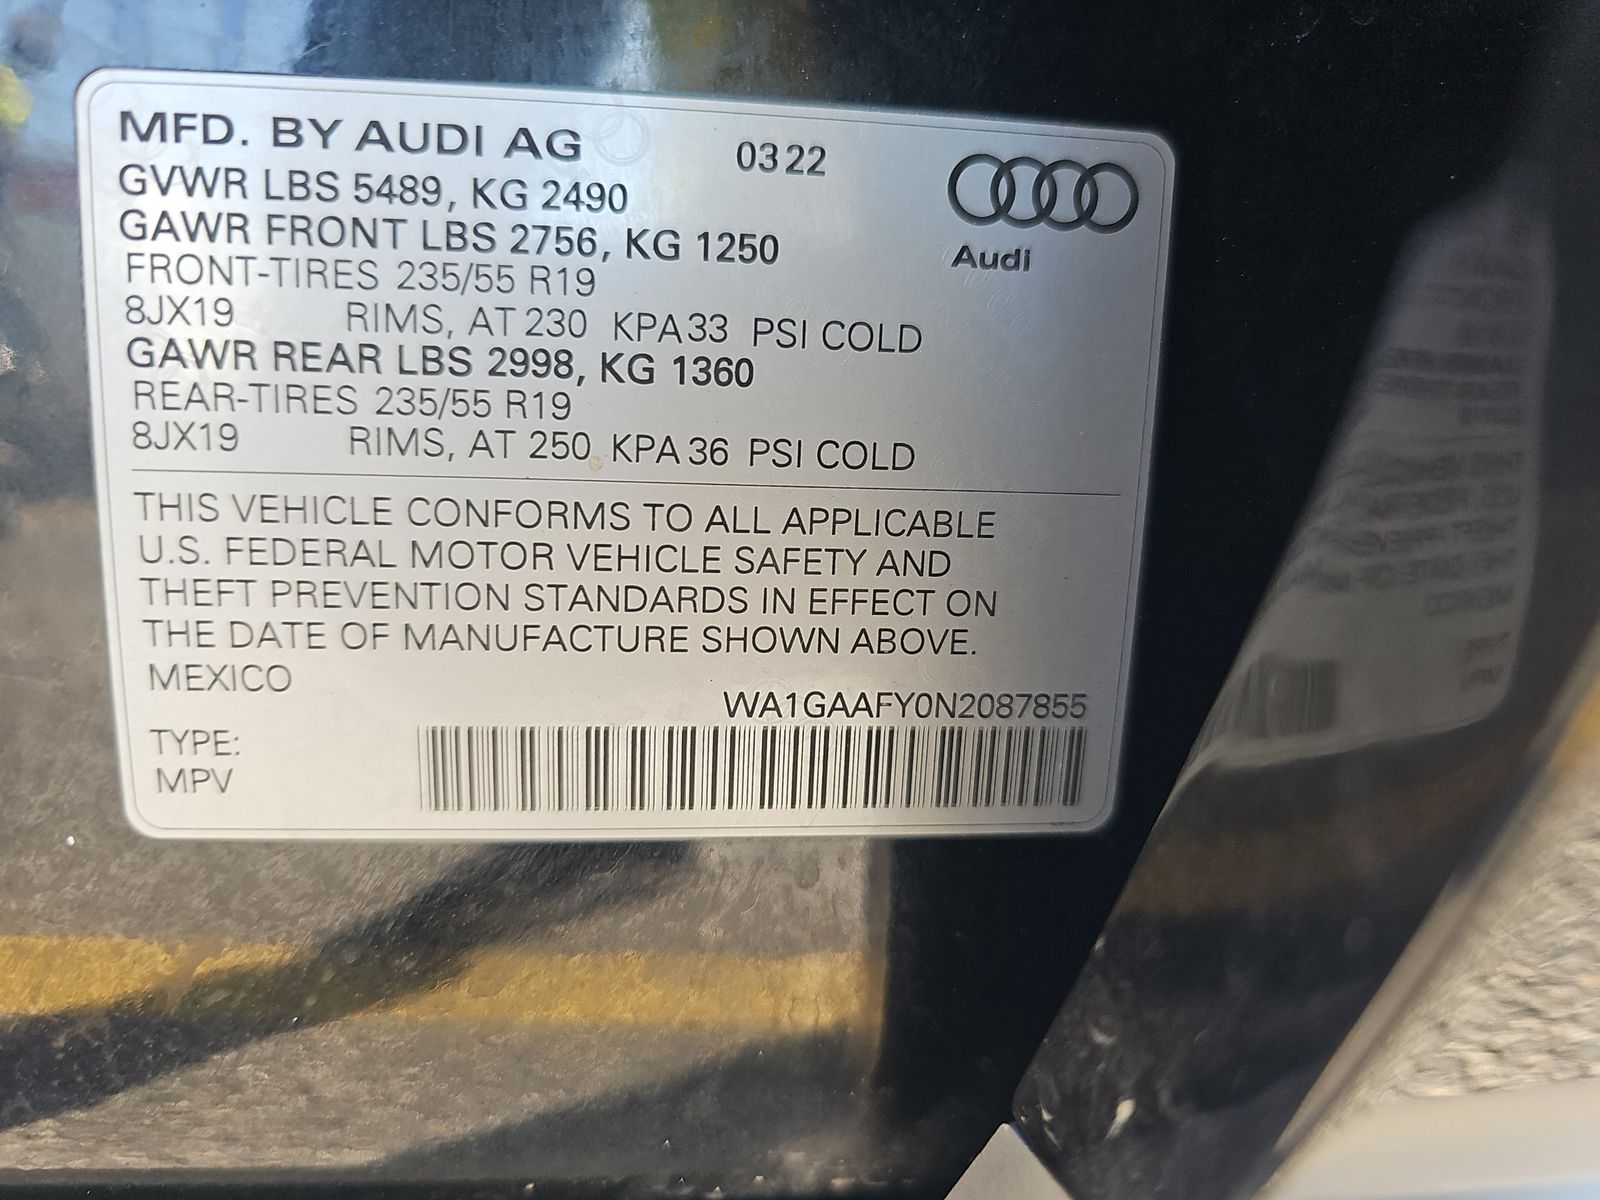 MFD. BY AUDI AG 0322
GVWR LBS 5489, KG 2490
GAWR FRONT LBS 2756, KG 1250
Audi
FRONT-TIRES 235/55 R19
8JX19 RIMS, AT 230 KPA 33 PSI COLD
GAWR REAR LBS 2998, KG 1360
REAR-TIRES 235/55 R19
8JX19 RIMS, AT 250 KPA 36 PSI COLD
THIS VEHICLE CONFORMS TO ALL APPLICABLE
U.S. FEDERAL MOTOR VEHICLE SAFETY AND
THEFT PREVENTION STANDARDS IN EFFECT ON
THE DATE OF MANUFACTURE SHOWN ABOVE.
MEXICO
WA1GAAFY0N2087855
TYPE:
MPV